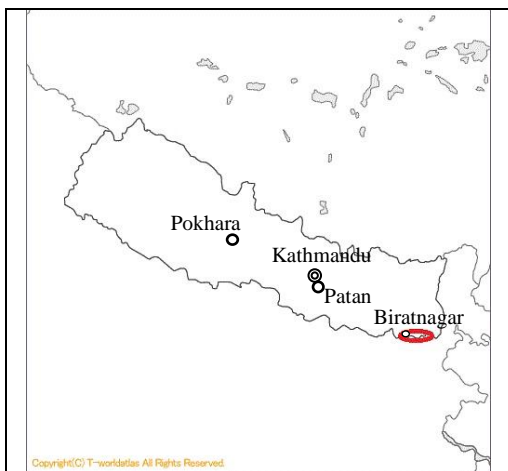 Pokhara
Kathmandu
Patan
Biratnagar
Copyright(C) T-worldatlas All Rights Reserved.